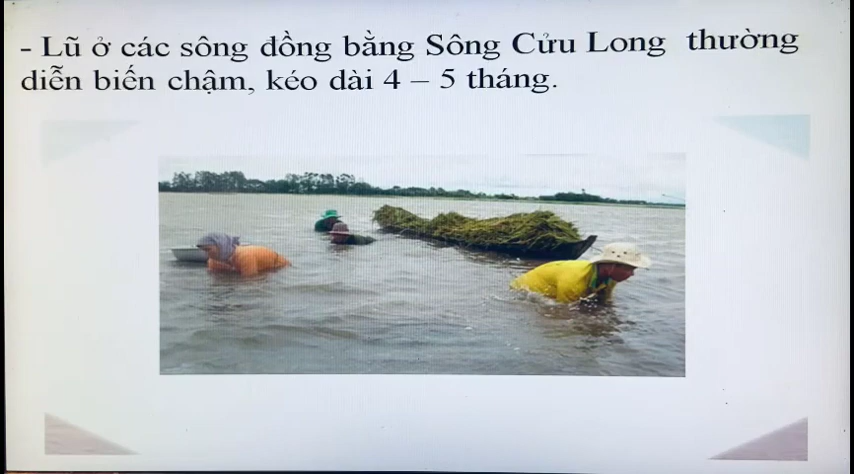 - Lũ ở các sông đồng bằng Sông Cửu Long thường
diễn biến chậm, kéo dài 4 – 5 tháng.